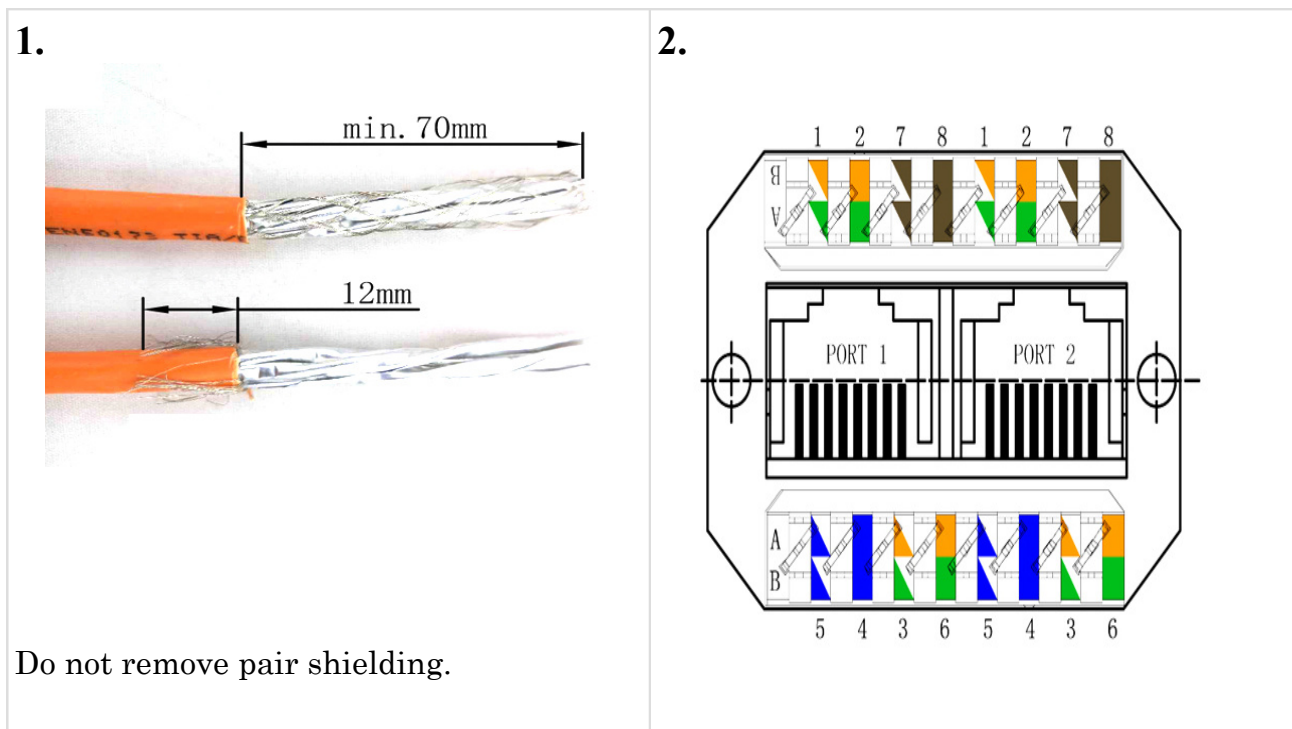 1.
min.70mm
12mm
Do not remove pair shielding.
2.
1 2 7 8 1 2 7 8
B
A
PORT 1 PORT 2
A
B
5 4 3 6 5 4 3 6